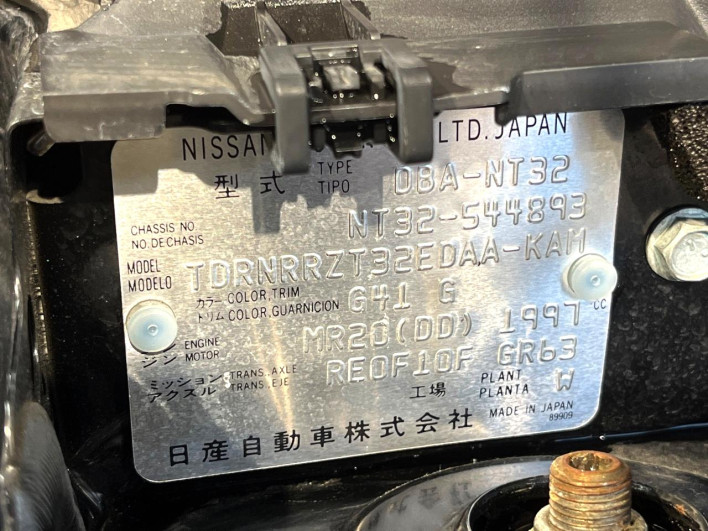 NISSAN LTD. JAPAN
型式 TYPE TIPO DBA-NT32
CHASSIS NO. NO. DE CHASIS NT32-544893
MODEL MODELO TDRNRRZT32EDAA-KAM
カラー COLOR, TRIM トリム COLOR, GUARNICION G41 G
ジン ENGINE MOTOR MR20(DD) 1997 CC
ミッション TRANS. AXLE アクスル TRANS. EJE RE0F10F GR63
工場 PLANT PLANTA W
日産自動車株式会社 MADE IN JAPAN
89909